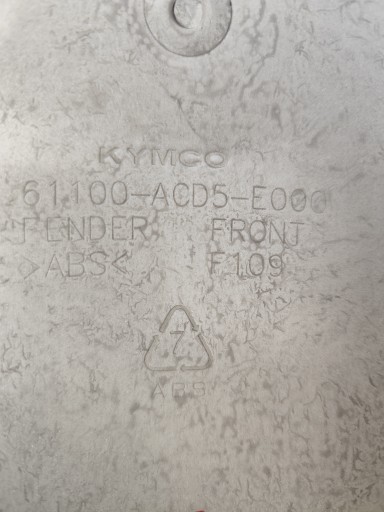 KYMCO
61100-ACD5-E000
FENDER FRONT
>ABS< F109
7
ABS